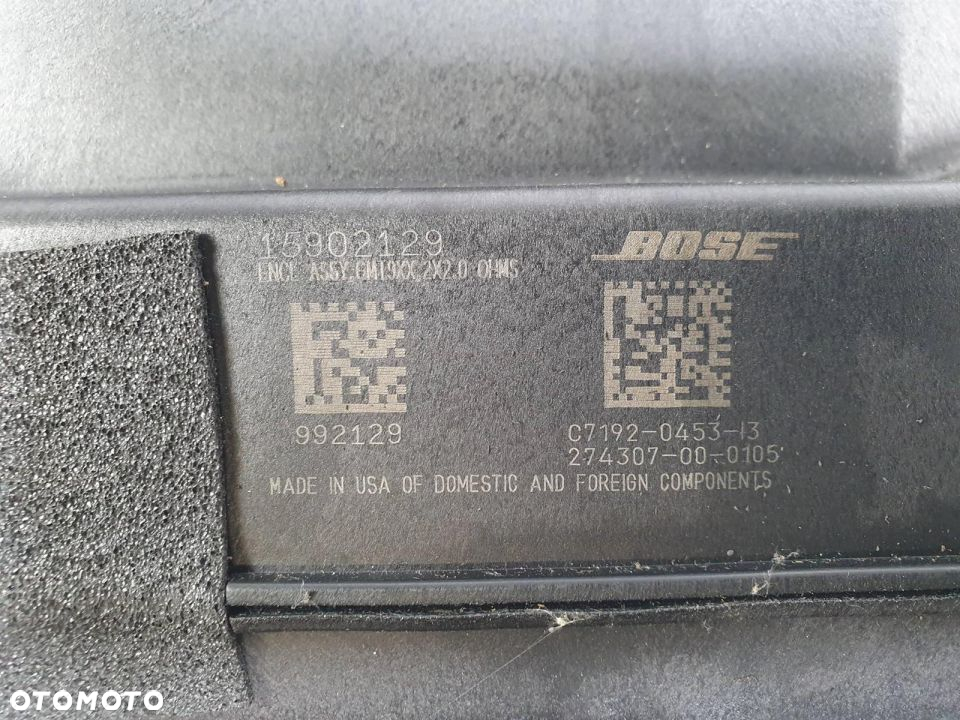 15902129
BOSE
ENCL ASSY,GMT9XX,2X2.0 OHMS
992129
C7192-0453-13
274307-00-0105
MADE IN USA OF DOMESTIC AND FOREIGN COMPONENTS
OTOMOTO